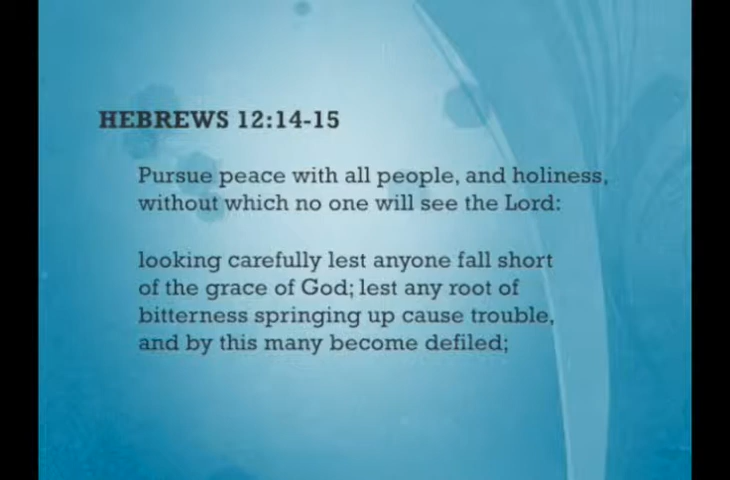 HEBREWS 12:14-15
Pursue peace with all people, and holiness,
without which no one will see the Lord:
looking carefully lest anyone fall short
of the grace of God; lest any root of
bitterness springing up cause trouble,
and by this many become defiled;